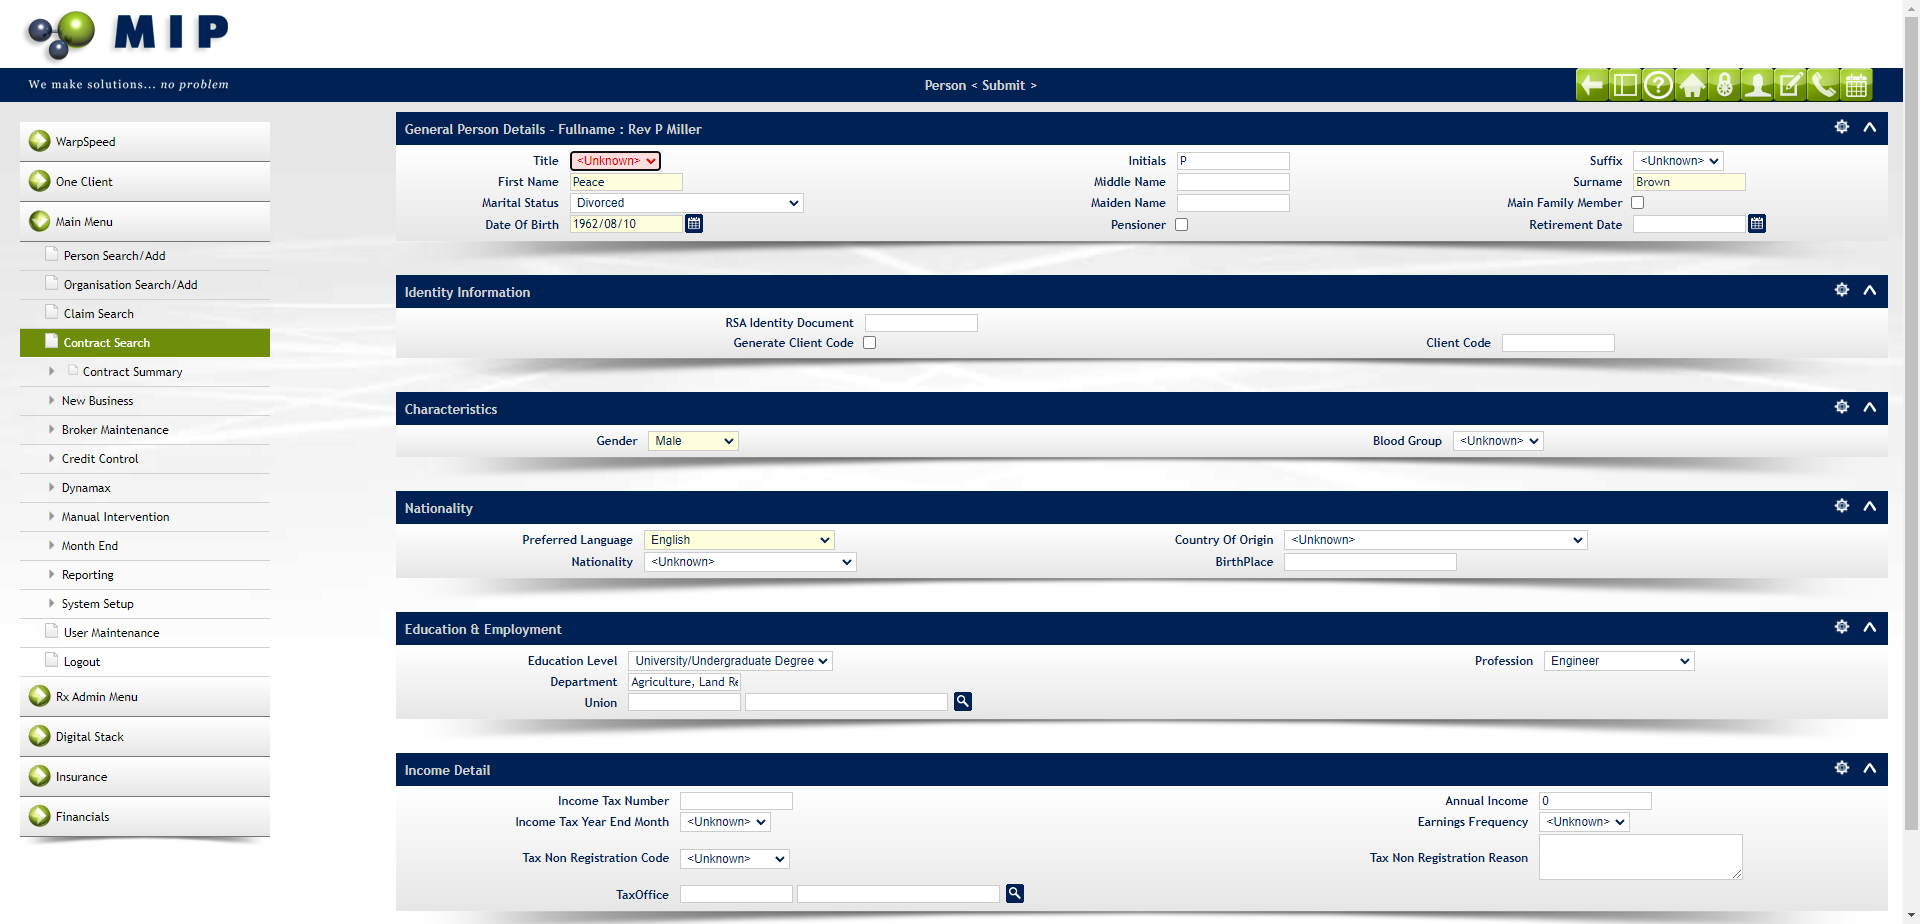 MIP
We make solutions... no problem
Person < Submit >
WarpSpeed
One Client
Main Menu
Person Search/Add
Organisation Search/Add
Claim Search
Contract Search
Contract Summary
New Business
Broker Maintenance
Credit Control
Dynamax
Manual Intervention
Month End
Reporting
System Setup
User Maintenance
Logout
Rx Admin Menu
Digital Stack
Insurance
Financials
General Person Details - Fullname : Rev P Miller
Title <Unknown> Initials P Suffix <Unknown>
First Name Peace Middle Name Surname Brown
Marital Status Divorced Maiden Name Main Family Member
Date Of Birth 1962/08/10 Pensioner Retirement Date
Identity Information
RSA Identity Document
Generate Client Code Client Code
Characteristics
Gender Male Blood Group <Unknown>
Nationality
Preferred Language English Country Of Origin <Unknown>
Nationality <Unknown> BirthPlace
Education & Employment
Education Level University/Undergraduate Degree Profession Engineer
Department Agriculture, Land Re
Union
Income Detail
Income Tax Number Annual Income 0
Income Tax Year End Month <Unknown> Earnings Frequency <Unknown>
Tax Non Registration Code <Unknown> Tax Non Registration Reason
TaxOffice